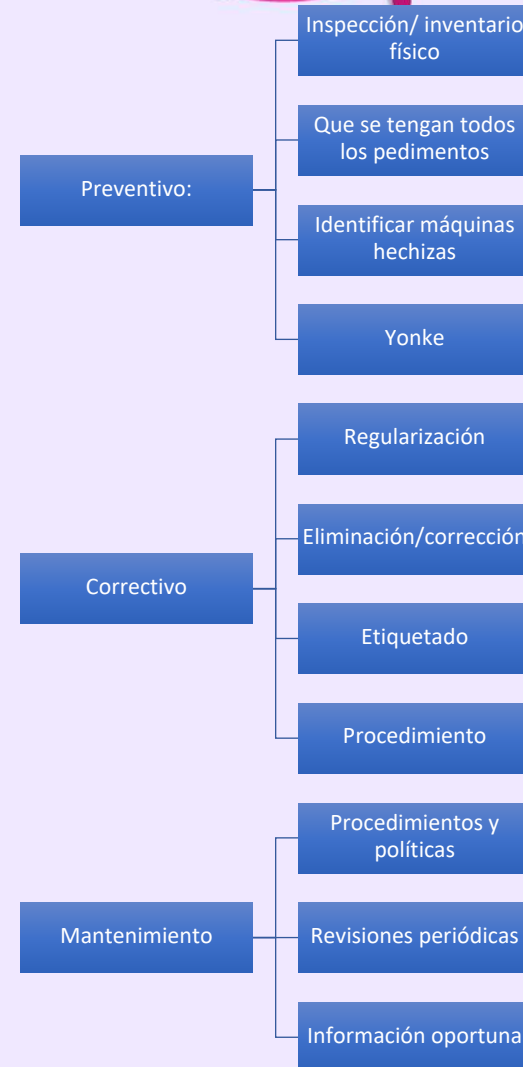 Preventivo:
Inspección/ inventario
físico
Que se tengan todos
los pedimentos
Identificar máquinas
hechizas
Yonke
Correctivo
Regularización
Eliminación/corrección
Etiquetado
Procedimiento
Mantenimiento
Procedimientos y
políticas
Revisiones periódicas
Información oportuna